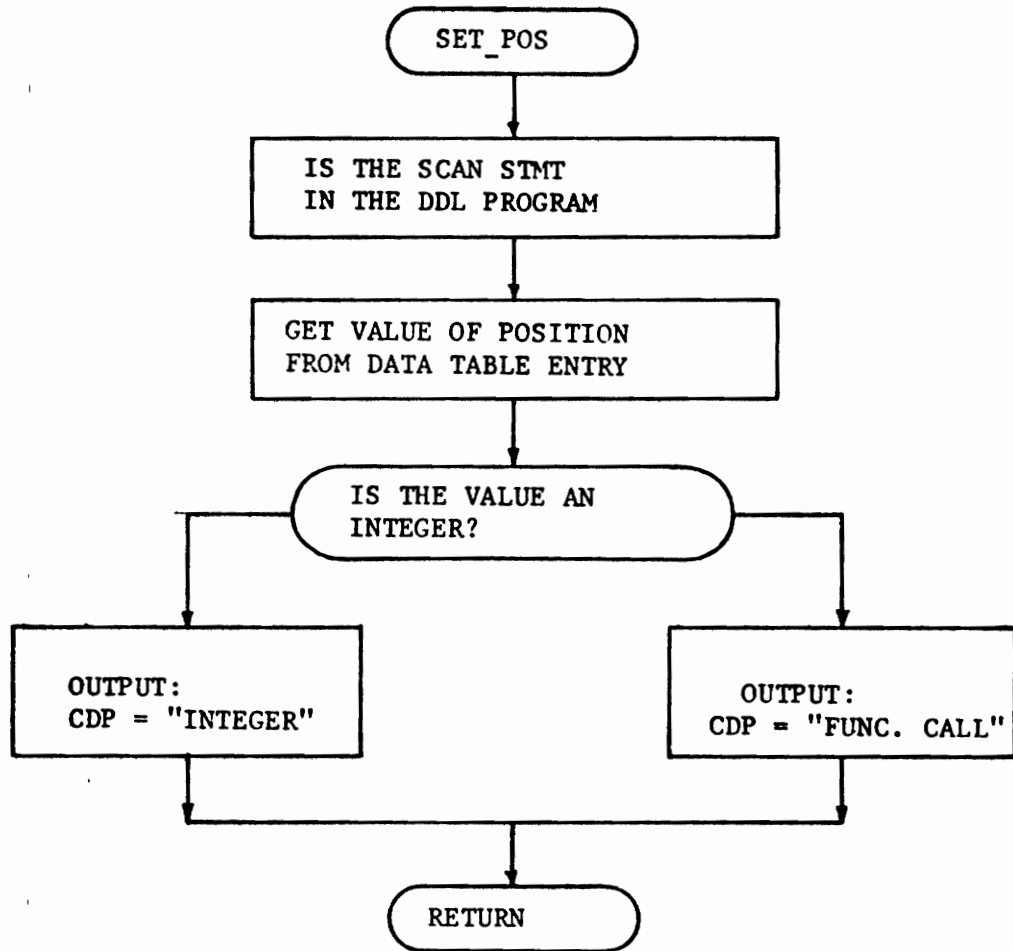 SET_POS
IS THE SCAN STMT
IN THE DDL PROGRAM
GET VALUE OF POSITION
FROM DATA TABLE ENTRY
IS THE VALUE AN
INTEGER?
OUTPUT:
CDP = "INTEGER"
OUTPUT:
CDP = "FUNC. CALL"
RETURN